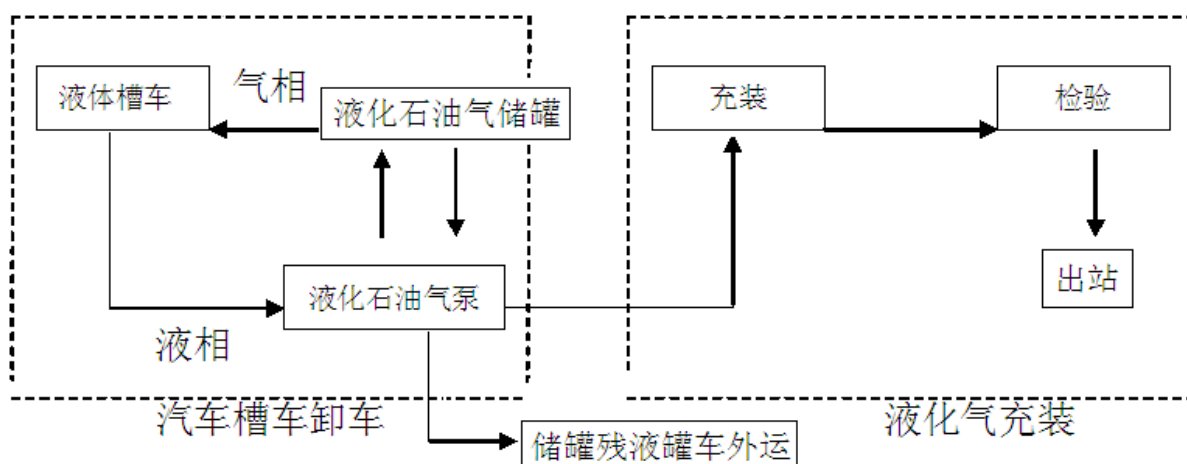 气相
液体槽车
液化石油气储罐
充装
检验
出站
液化石油气泵
液相
汽车槽车卸车
液化气充装
储罐残液罐车外运